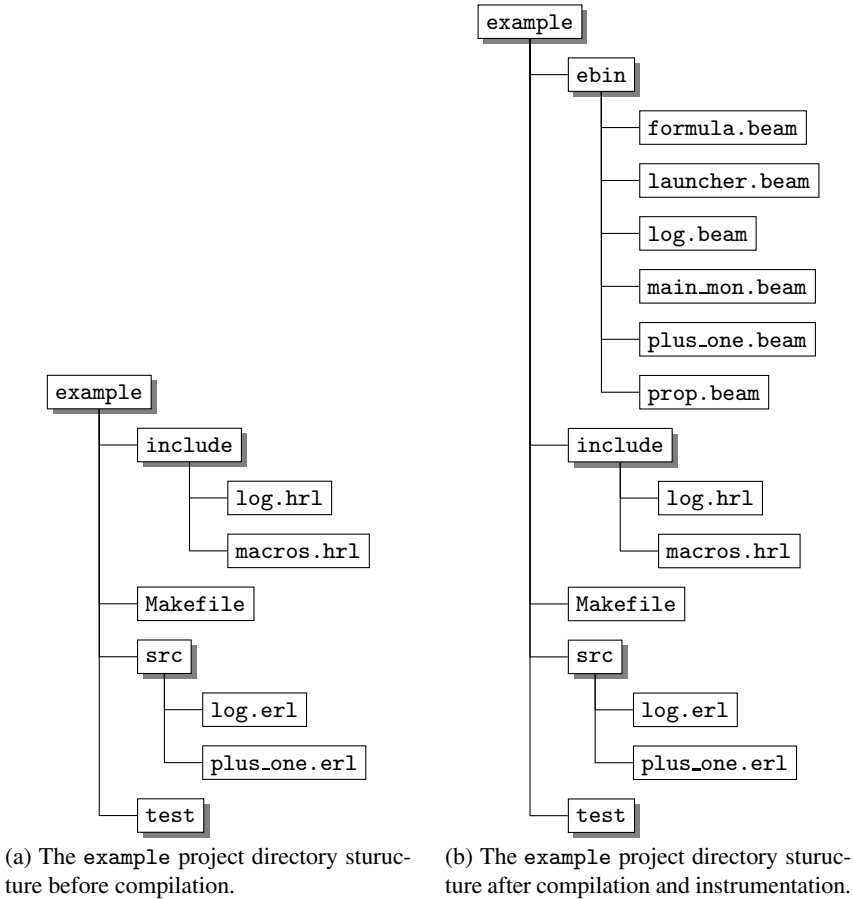 example
include
log.hrl
macros.hrl
Makefile
src
log.erl
plus_one.erl
test
(a) The example project directory sturuc-
ture before compilation.
example
ebin
formula.beam
launcher.beam
log.beam
main_mon.beam
plus_one.beam
prop.beam
include
log.hrl
macros.hrl
Makefile
src
log.erl
plus_one.erl
test
(b) The example project directory sturuc-
ture after compilation and instrumentation.